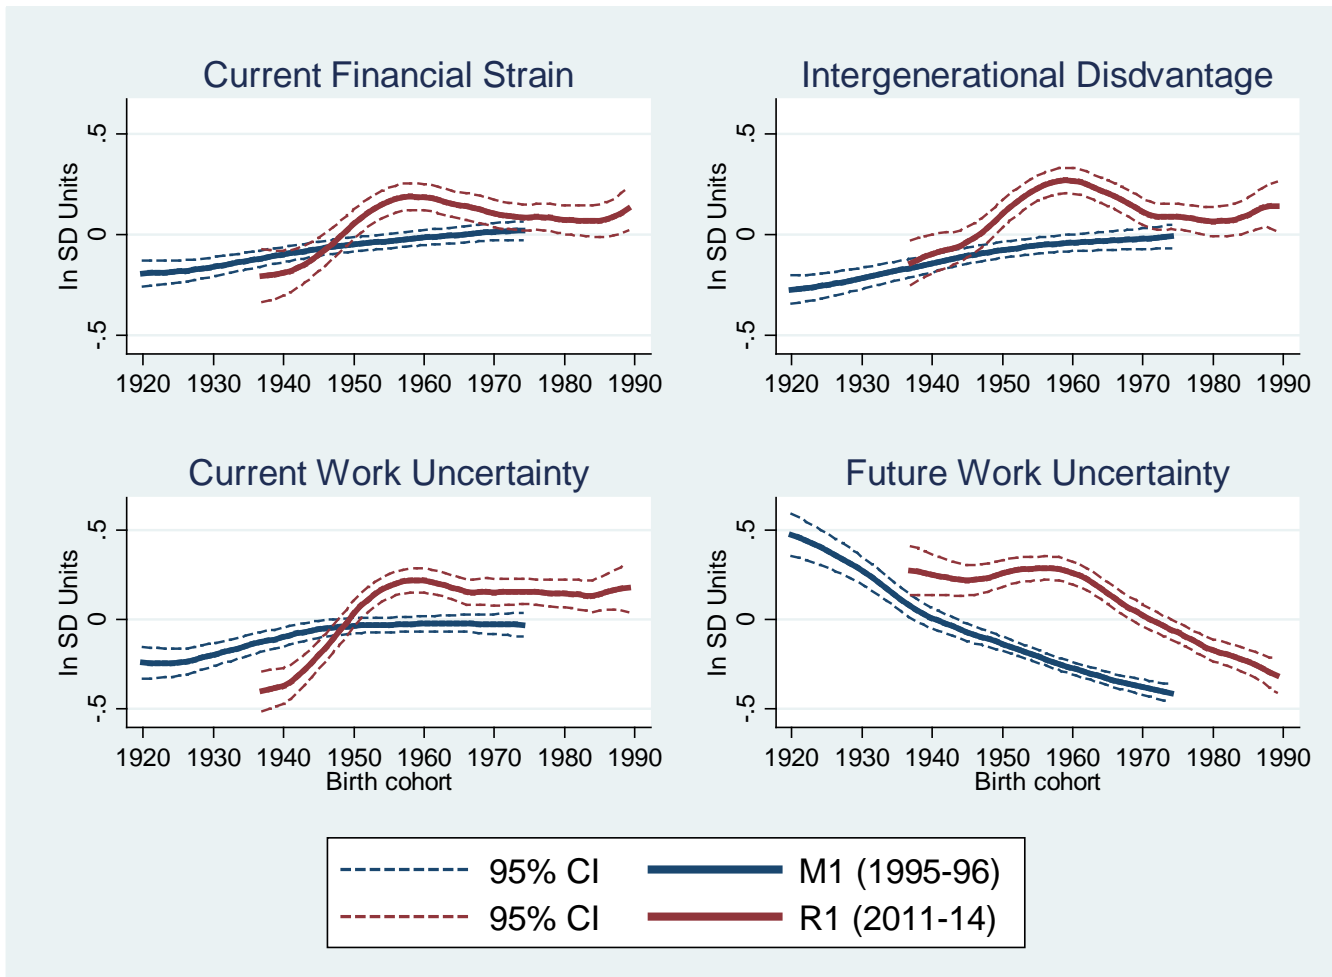 Current Financial Strain
Intergenerational Disdvantage
In SD Units
.5
0
-.5
1920 1930 1940 1950 1960 1970 1980 1990
In SD Units
.5
0
-.5
1920 1930 1940 1950 1960 1970 1980 1990
Current Work Uncertainty
Future Work Uncertainty
In SD Units
.5
0
-.5
1920 1930 1940 1950 1960 1970 1980 1990
Birth cohort
In SD Units
.5
0
-.5
1920 1930 1940 1950 1960 1970 1980 1990
Birth cohort
95% CI M1 (1995-96)
95% CI R1 (2011-14)